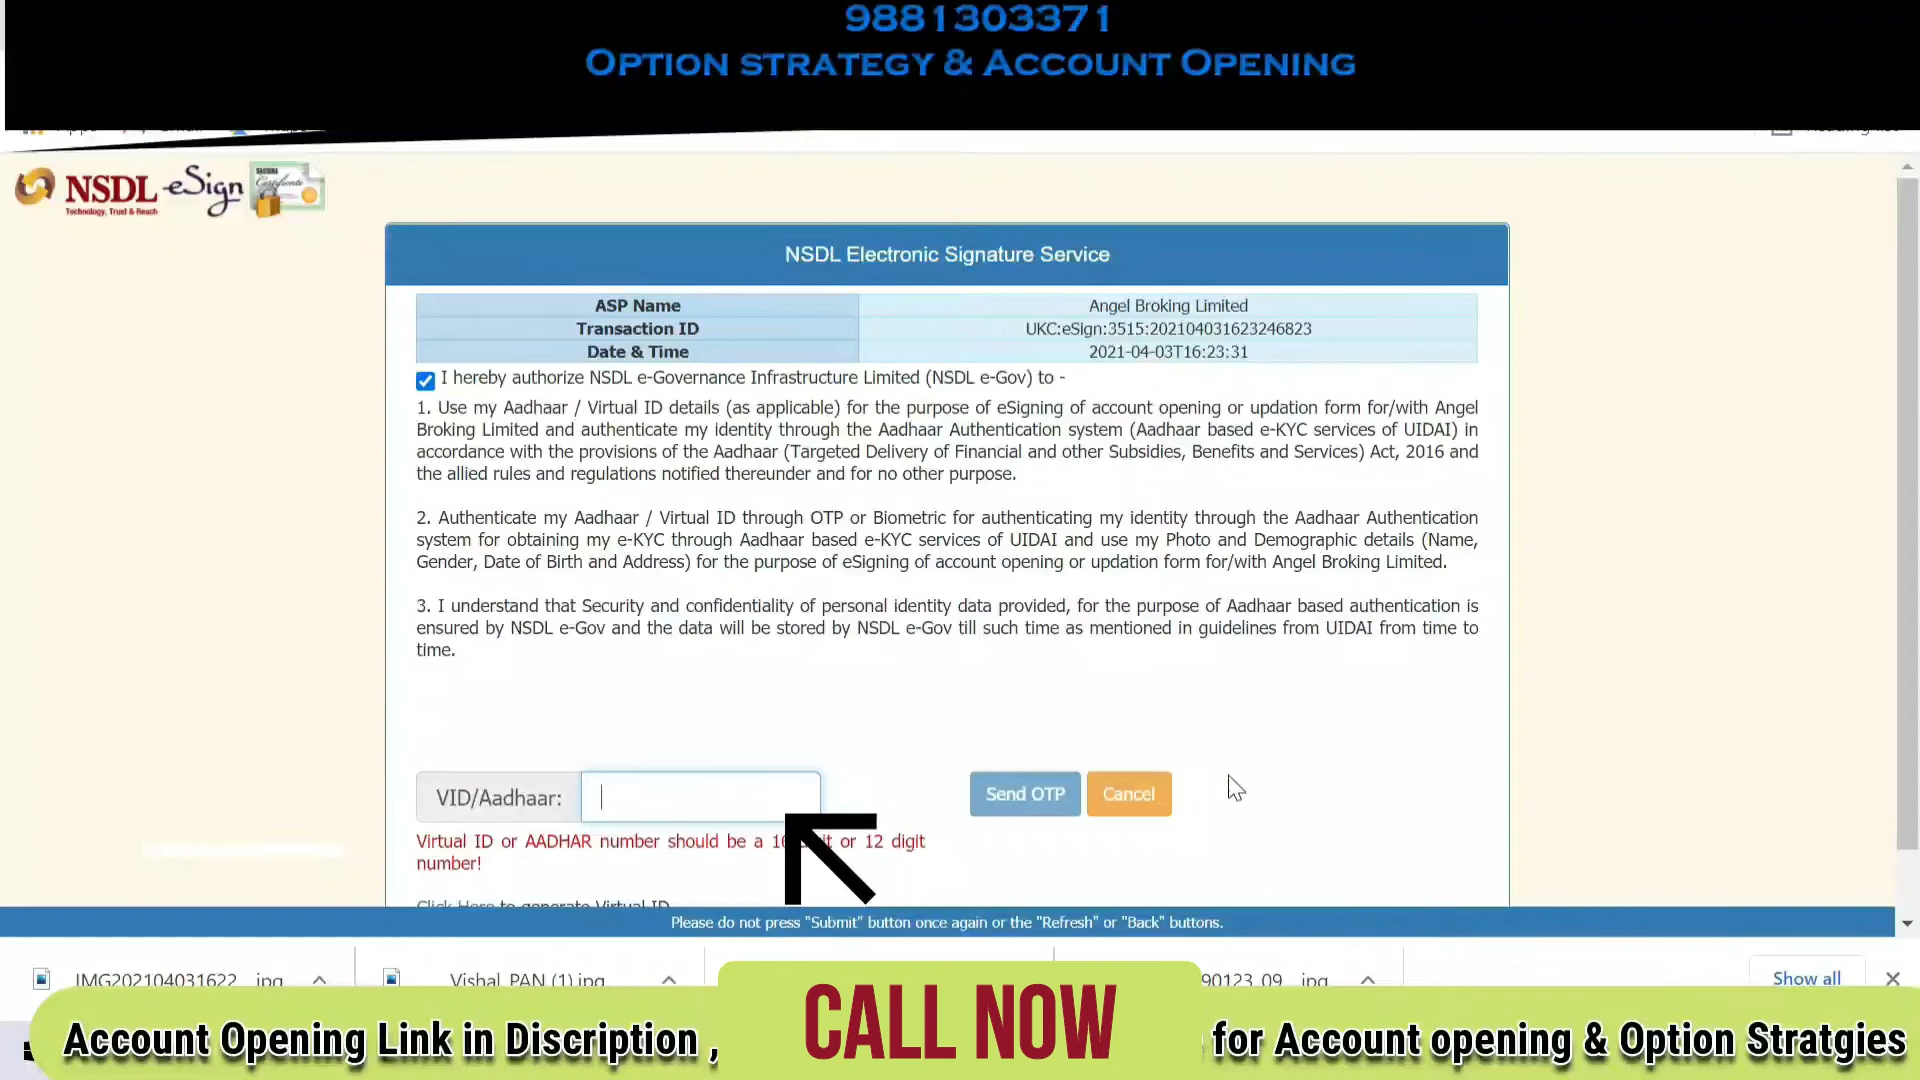 9881303371
OPTION STRATEGY & ACCOUNT OPENING
NSDL eSign
Technology, Trust & Reach
Certificate
NSDL Electronic Signature Service
ASP Name Angel Broking Limited
Transaction ID UKC:eSign:3515:202104031623246823
Date & Time 2021-04-03T16:23:31
I hereby authorize NSDL e-Governance Infrastructure Limited (NSDL e-Gov) to -
1. Use my Aadhaar / Virtual ID details (as applicable) for the purpose of eSigning of account opening or updation form for/with Angel
Broking Limited and authenticate my identity through the Aadhaar Authentication system (Aadhaar based e-KYC services of UIDAI) in
accordance with the provisions of the Aadhaar (Targeted Delivery of Financial and other Subsidies, Benefits and Services) Act, 2016 and
the allied rules and regulations notified thereunder and for no other purpose.
2. Authenticate my Aadhaar / Virtual ID through OTP or Biometric for authenticating my identity through the Aadhaar Authentication
system for obtaining my e-KYC through Aadhaar based e-KYC services of UIDAI and use my Photo and Demographic details (Name,
Gender, Date of Birth and Address) for the purpose of eSigning of account opening or updation form for/with Angel Broking Limited.
3. I understand that Security and confidentiality of personal identity data provided, for the purpose of Aadhaar based authentication is
ensured by NSDL e-Gov and the data will be stored by NSDL e-Gov till such time as mentioned in guidelines from UIDAI from time to
time.
VID/Aadhaar:
Send OTP Cancel
Virtual ID or AADHAR number should be a or 12 digit
number!
Click Here to generate Virtual ID
Please do not press "Submit" button once again or the "Refresh" or "Back" buttons.
IMG202104031622....jpg Vishal PAN (1).jpg 90123_09....jpg Show all
Account Opening Link in Discription , CALL NOW for Account opening & Option Stratgies